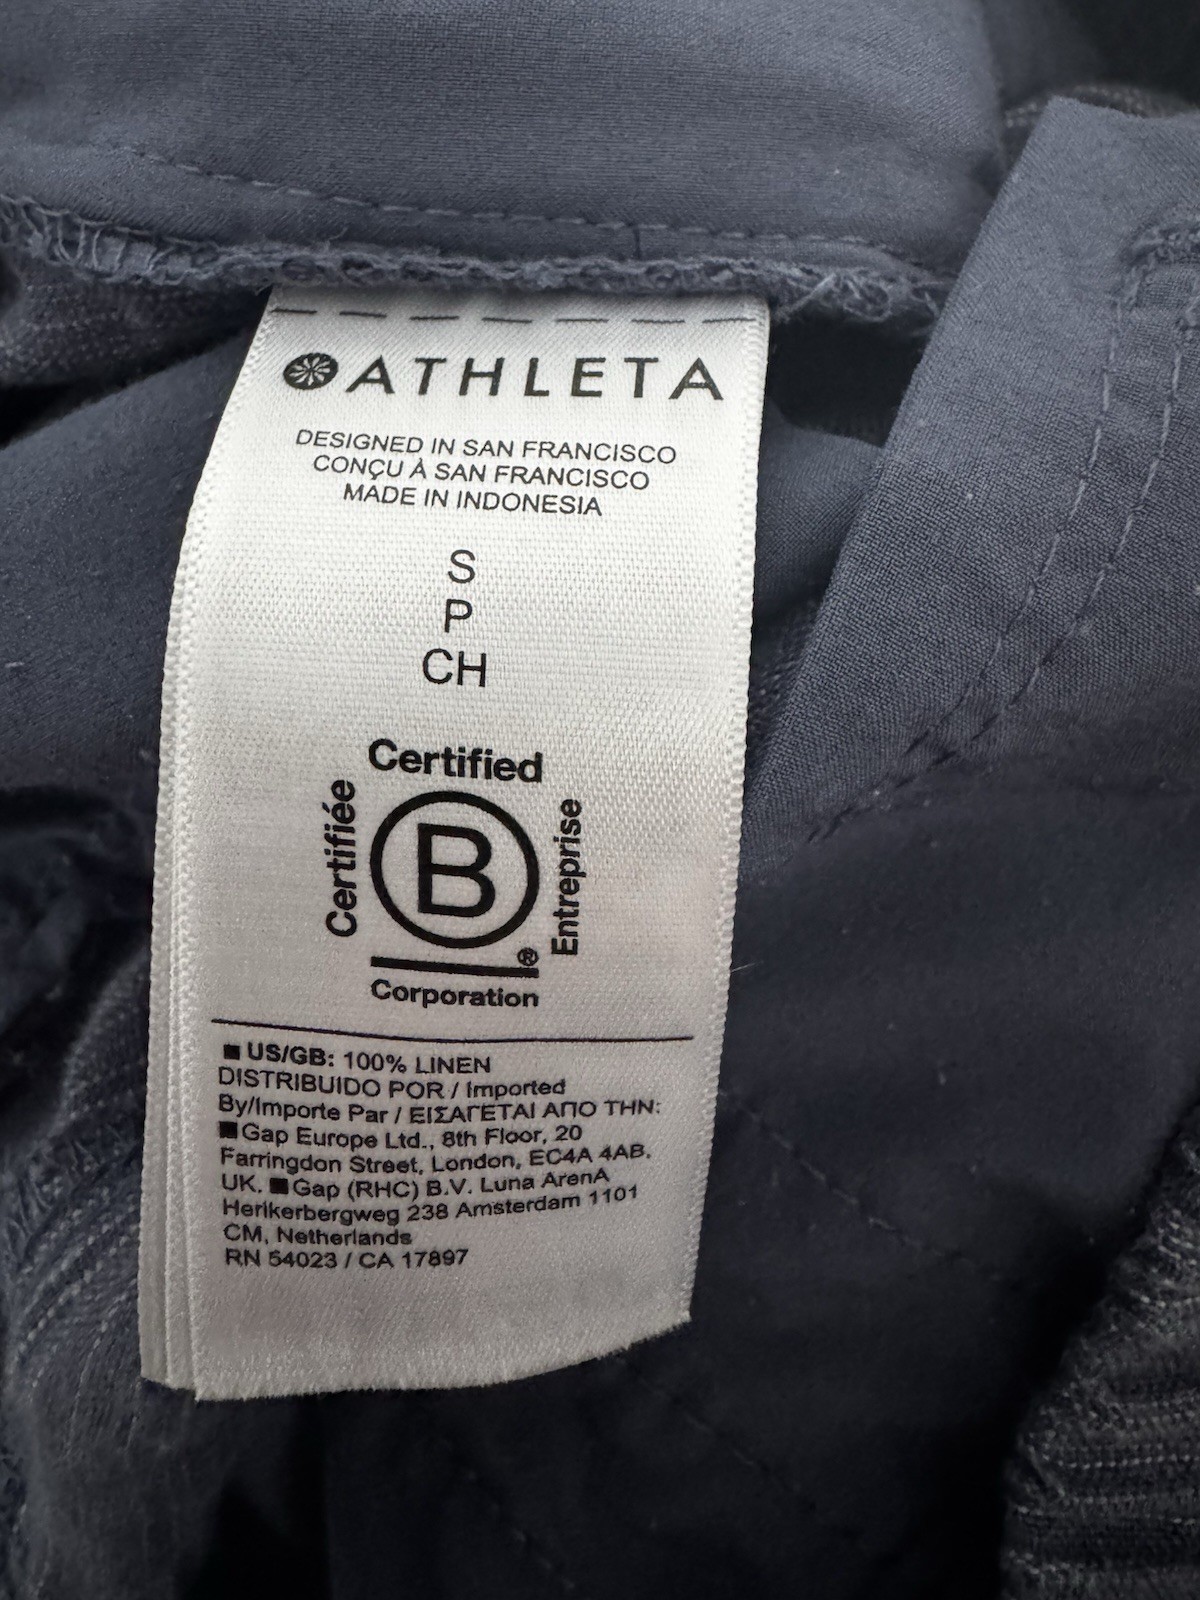 ATHLETA
DESIGNED IN SAN FRANCISCO
CONÇU À SAN FRANCISCO
MADE IN INDONESIA
S
P
CH
Certified
Certifiée
B
Entreprise
®
Corporation
■ US/GB: 100% LINEN
DISTRIBUIDO POR / Imported
By/Importe Par / ΕΙΣΑΓΕΤΑΙ ΑΠΟ ΤΗΝ:
■ Gap Europe Ltd., 8th Floor, 20
Farringdon Street, London, EC4A 4AB,
UK. ■ Gap (RHC) B.V. Luna ArenA
Herikerbergweg 238 Amsterdam 1101
CM, Netherlands
RN 54023 / CA 17897